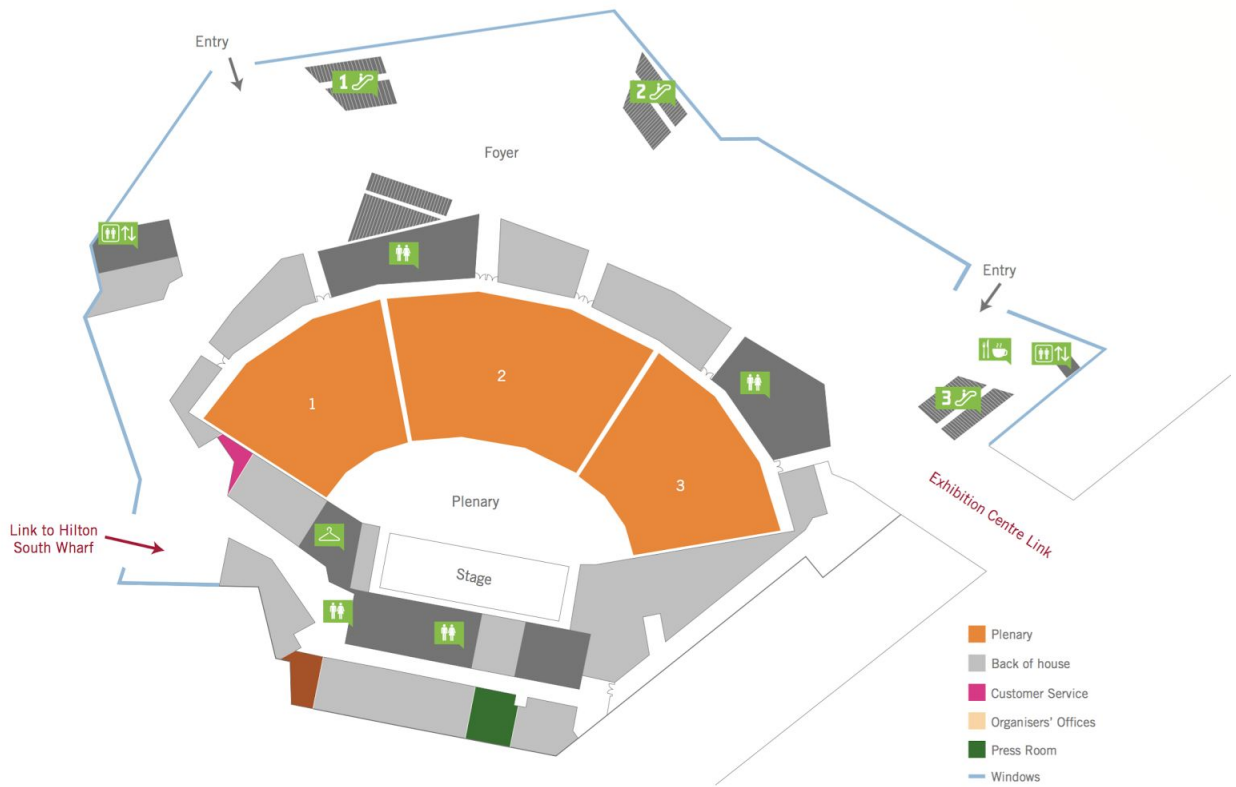 Entry
1
2
Foyer
Entry
2
1
3
3
Plenary
Exhibition Centre Link
Link to Hilton
South Wharf
Stage
Plenary
Back of house
Customer Service
Organisers' Offices
Press Room
Windows